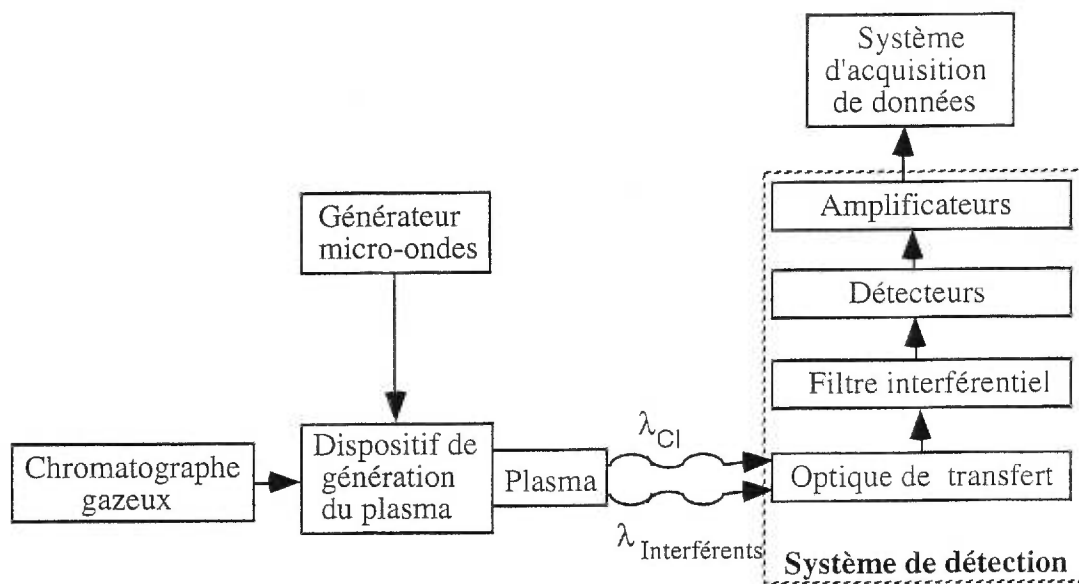 Système
d'acquisition
de données
Amplificateurs
Générateur
micro-ondes
Détecteurs
Filtre interférentiel
λCl
Chromatographe
gazeux
Dispositif de
génération
du plasma
Plasma
Optique de transfert
λ Interférents
Système de détection